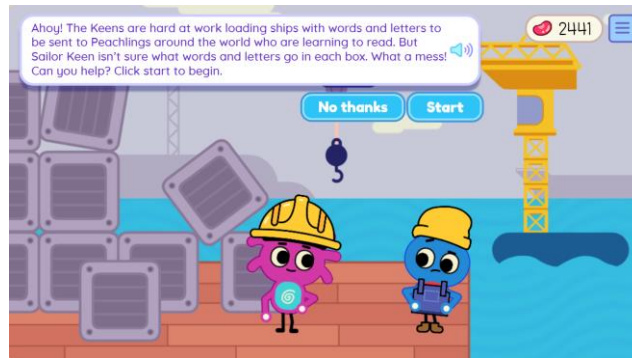 Ahoy! The Keens are hard at work loading ships with words and letters to
be sent to Peachlings around the world who are learning to read. But
Sailor Keen isn't sure what words and letters go in each box. What a mess!
Can you help? Click start to begin.
2441
No thanks
Start